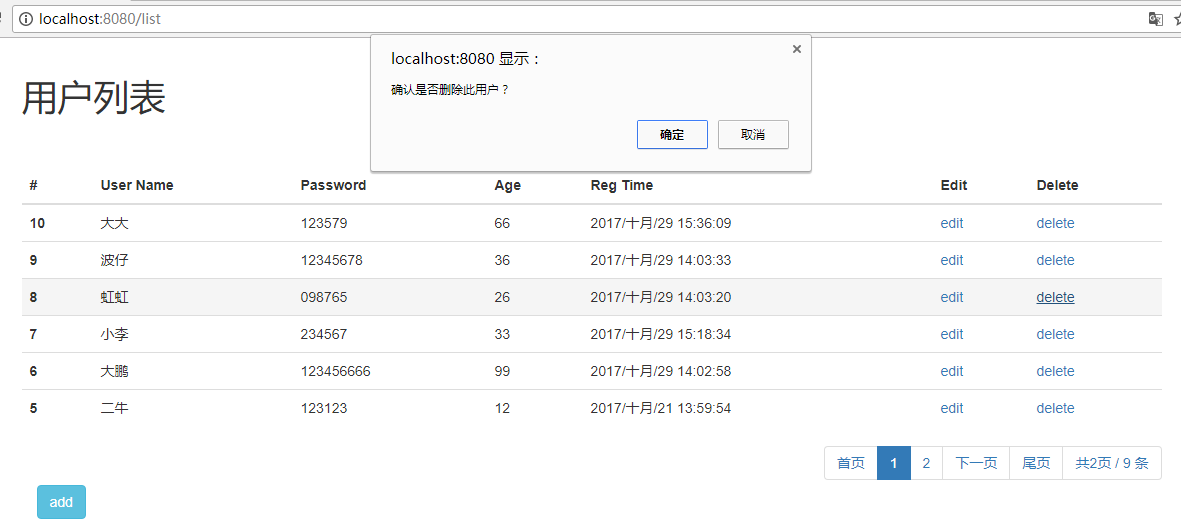 localhost:8080/list
localhost:8080 显示：
确认是否删除此用户？
确定 取消
用户列表
# User Name Password Age Reg Time Edit Delete
10 大大 123579 66 2017/十月/29 15:36:09 edit delete
9 波仔 12345678 36 2017/十月/29 14:03:33 edit delete
8 虹虹 098765 26 2017/十月/29 14:03:20 edit delete
7 小李 234567 33 2017/十月/29 15:18:34 edit delete
6 大鹏 123456666 99 2017/十月/29 14:02:58 edit delete
5 二牛 123123 12 2017/十月/21 13:59:54 edit delete
首页 1 2 下一页 尾页 共2页 / 9 条
add